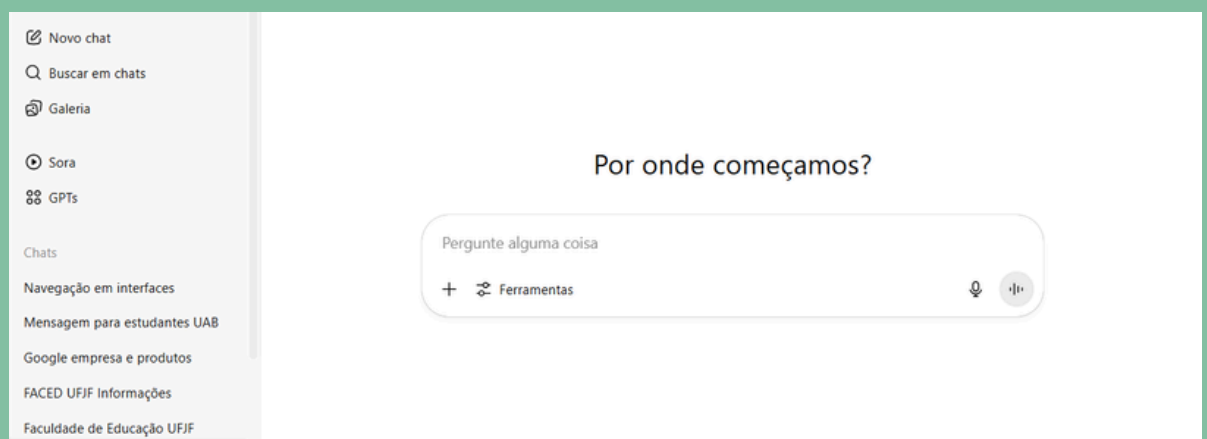 Novo chat
Buscar em chats
Galeria
Sora
GPTs
Chats
Navegação em interfaces
Mensagem para estudantes UAB
Google empresa e produtos
FACED UFJF Informações
Faculdade de Educação UFJF
Por onde começamos?
Pergunte alguma coisa
Ferramentas